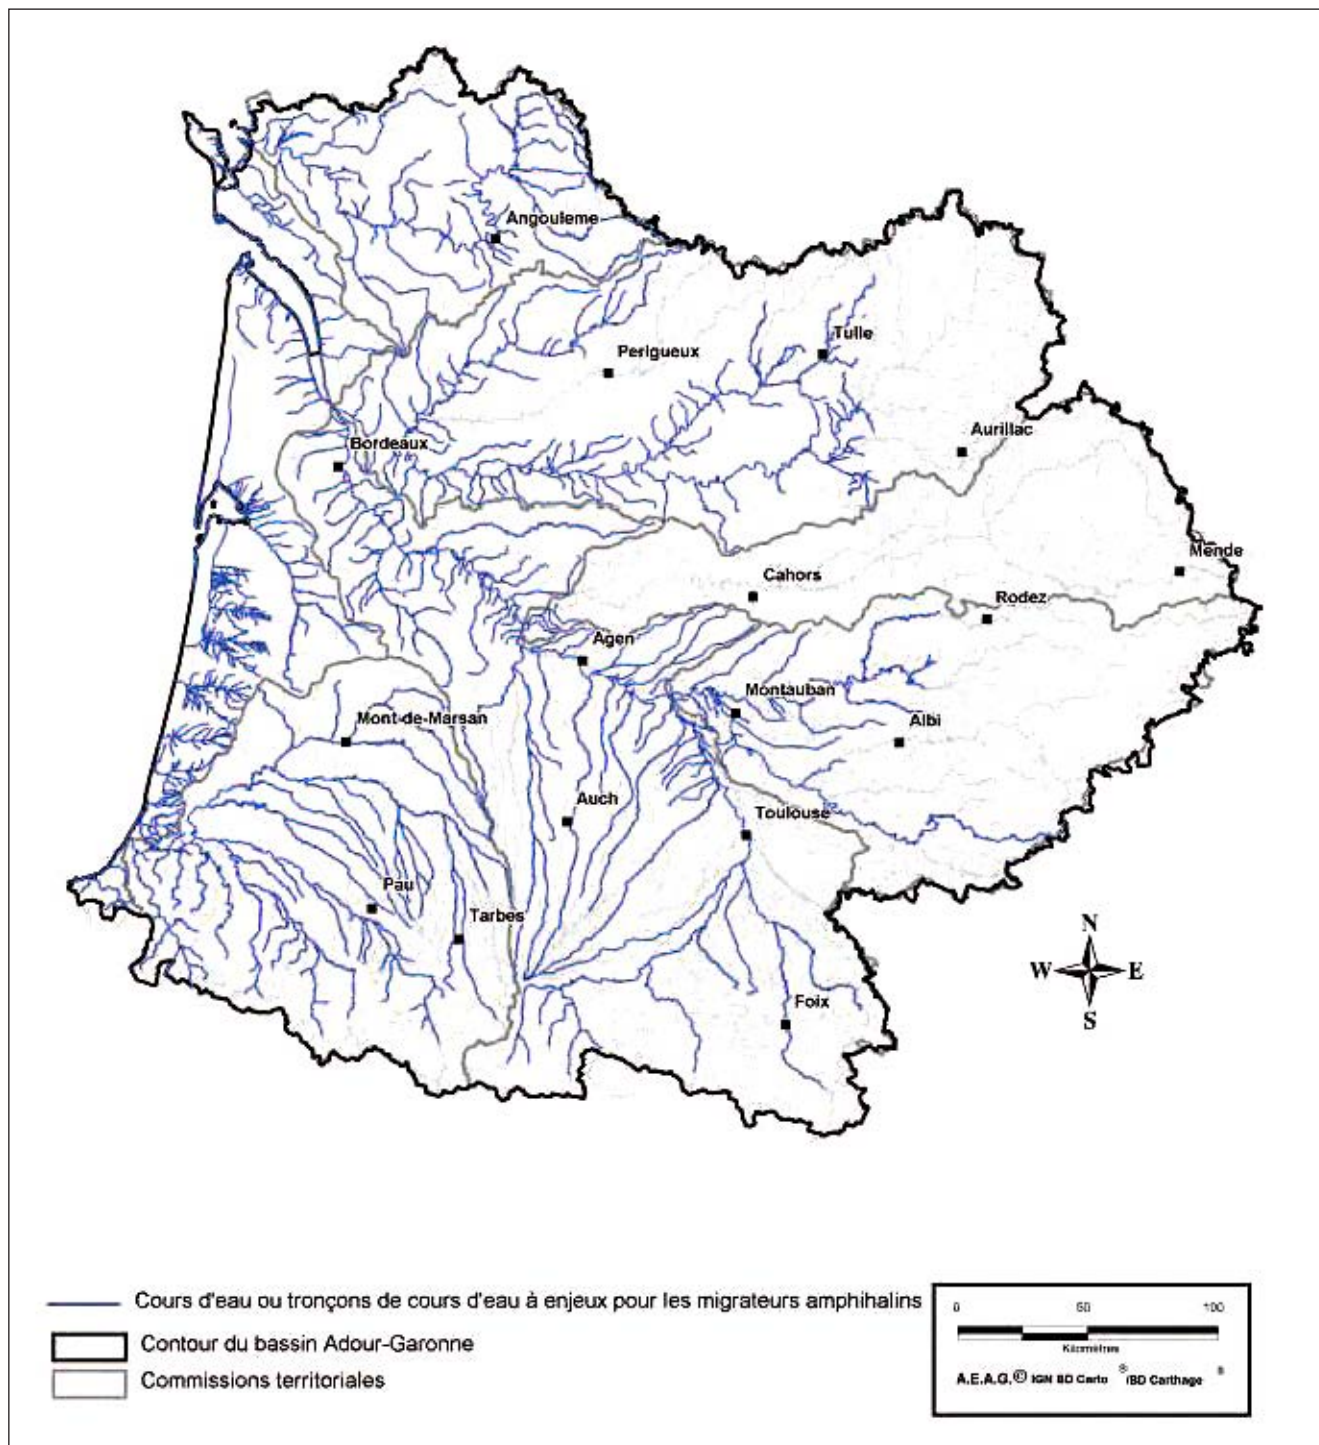 Angouleme
Perigueux
Tulle
Aurillac
Bordeaux
Mende
Cahors
Rodez
Agen
Montauban
Mont-de-Marsan
Albi
Auch
Toulouse
Pau
Tarbes
Foix
N
W E
S
Cours d'eau ou tronçons de cours d'eau à enjeux pour les migrateurs amphihalins
Contour du bassin Adour-Garonne
Commissions territoriales
0 50 100
Kilomètres
A.E.A.G.© IGN BD Carto ® /BD Carthage ®